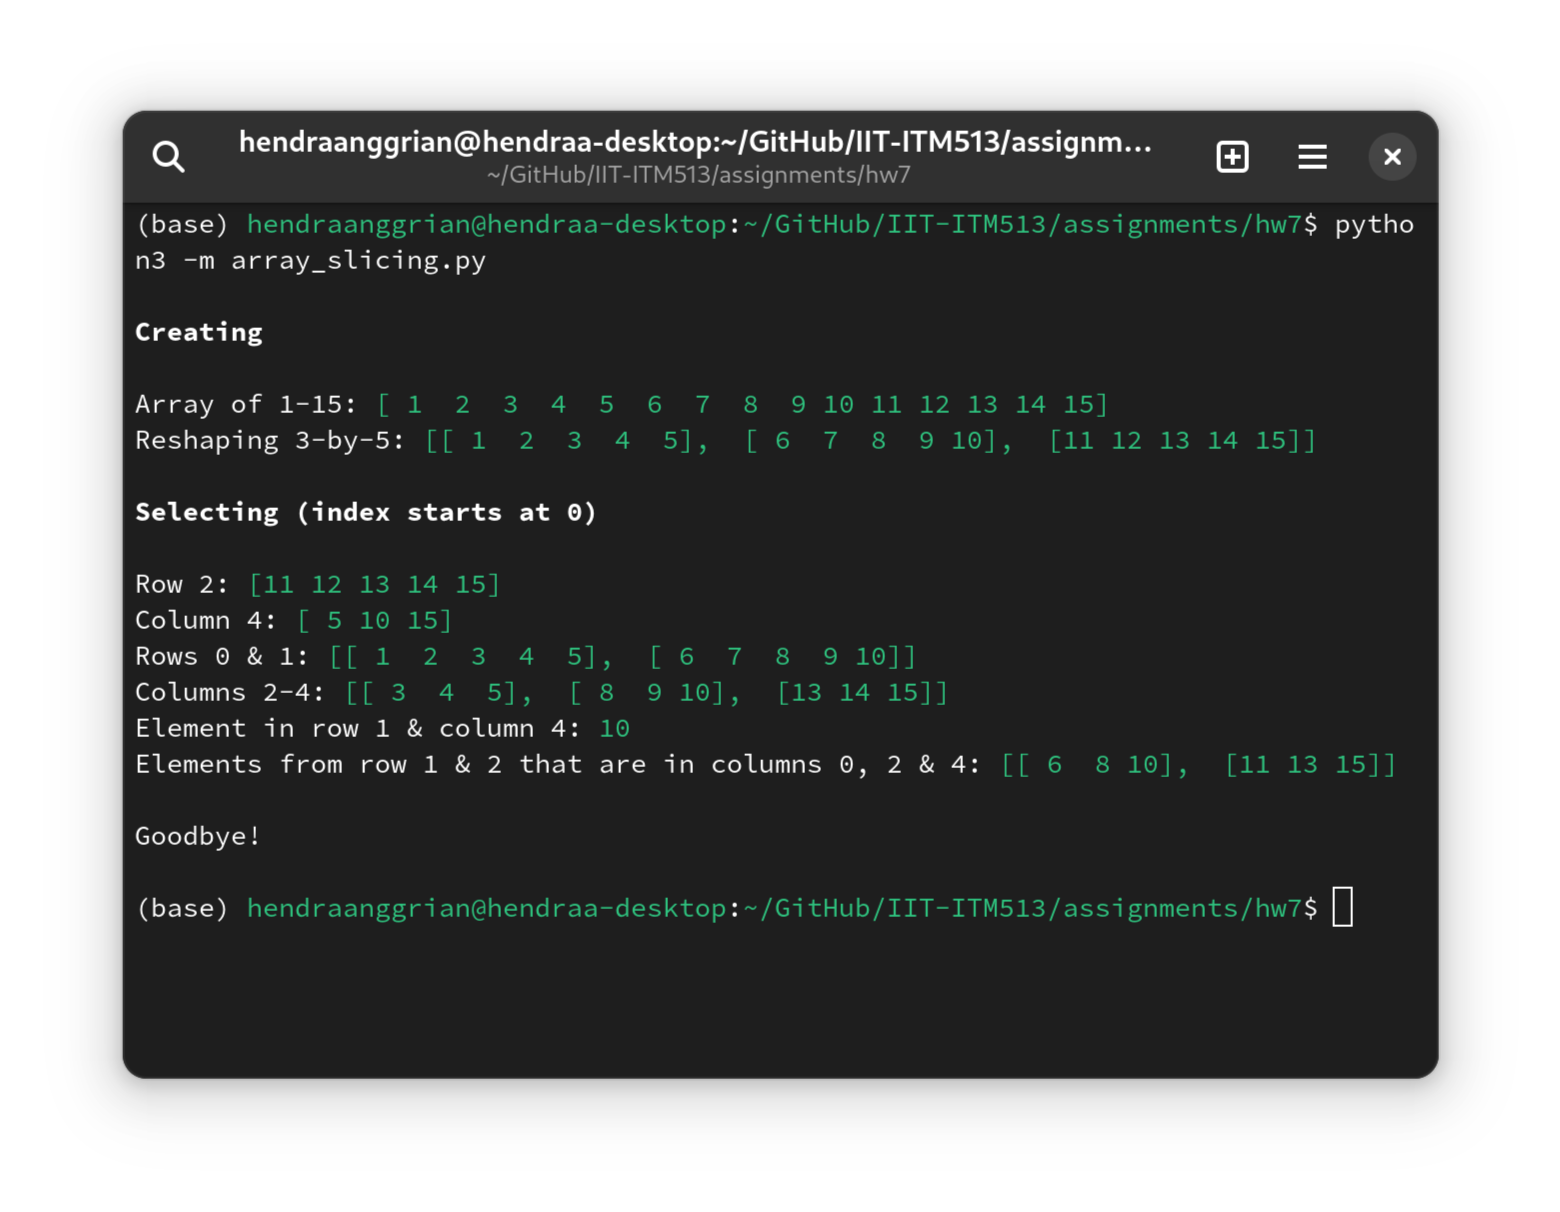 hendraanggrian@hendraa-desktop:~/GitHub/IIT-ITM513/assignm...
~/GitHub/IIT-ITM513/assignments/hw7
(base) hendraanggrian@hendraa-desktop:~/GitHub/IIT-ITM513/assignments/hw7$ pytho
n3 -m array_slicing.py
Creating
Array of 1-15: [ 1  2  3  4  5  6  7  8  9 10 11 12 13 14 15]
Reshaping 3-by-5: [[ 1  2  3  4  5],  [ 6  7  8  9 10],  [11 12 13 14 15]]
Selecting (index starts at 0)
Row 2: [11 12 13 14 15]
Column 4: [ 5 10 15]
Rows 0 & 1: [[ 1  2  3  4  5],  [ 6  7  8  9 10]]
Columns 2-4: [[ 3  4  5],  [ 8  9 10],  [13 14 15]]
Element in row 1 & column 4: 10
Elements from row 1 & 2 that are in columns 0, 2 & 4: [[ 6  8 10],  [11 13 15]]
Goodbye!
(base) hendraanggrian@hendraa-desktop:~/GitHub/IIT-ITM513/assignments/hw7$